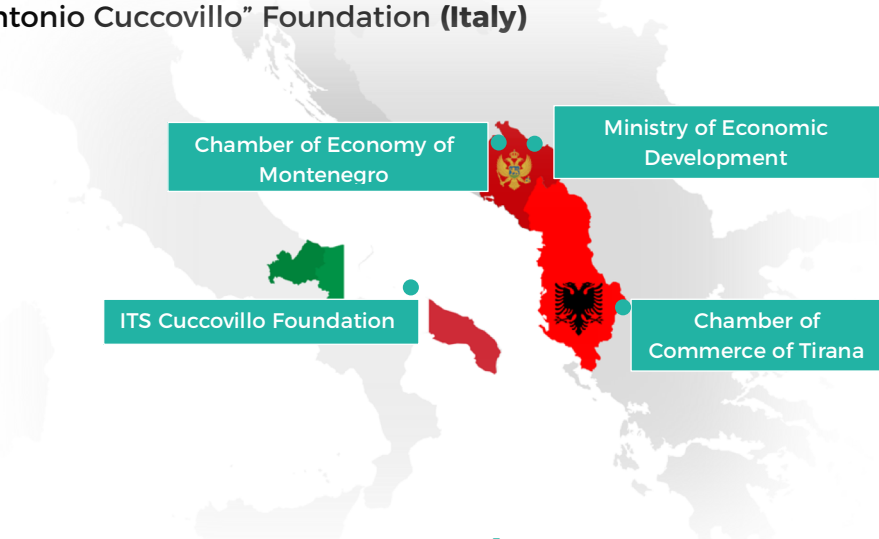 ntonio Cuccovillo” Foundation (Italy)
Chamber of Economy of
Montenegro
Ministry of Economic
Development
ITS Cuccovillo Foundation
Chamber of
Commerce of Tirana